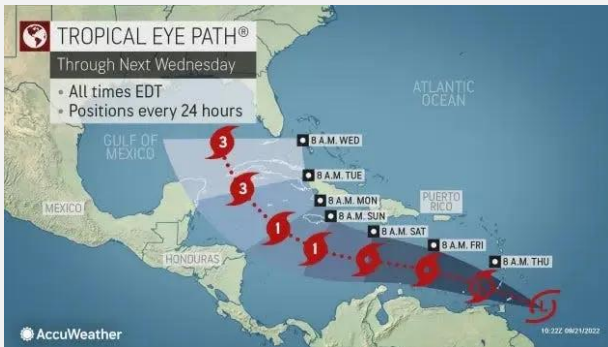 TROPICAL EYE PATH®
Through Next Wednesday
• All times EDT
• Positions every 24 hours
ATLANTIC
OCEAN
GULF OF
MEXICO
3
8 A.M. WED
8 A.M. TUE
3
8 A.M. MON
PUERTO
RICO
MEXICO
8 A.M. SUN
1
8 A.M. SAT
1
8 A.M. FRI
HONDURAS
8 A.M. THU
L
AccuWeather
10:22Z 09/21/2022